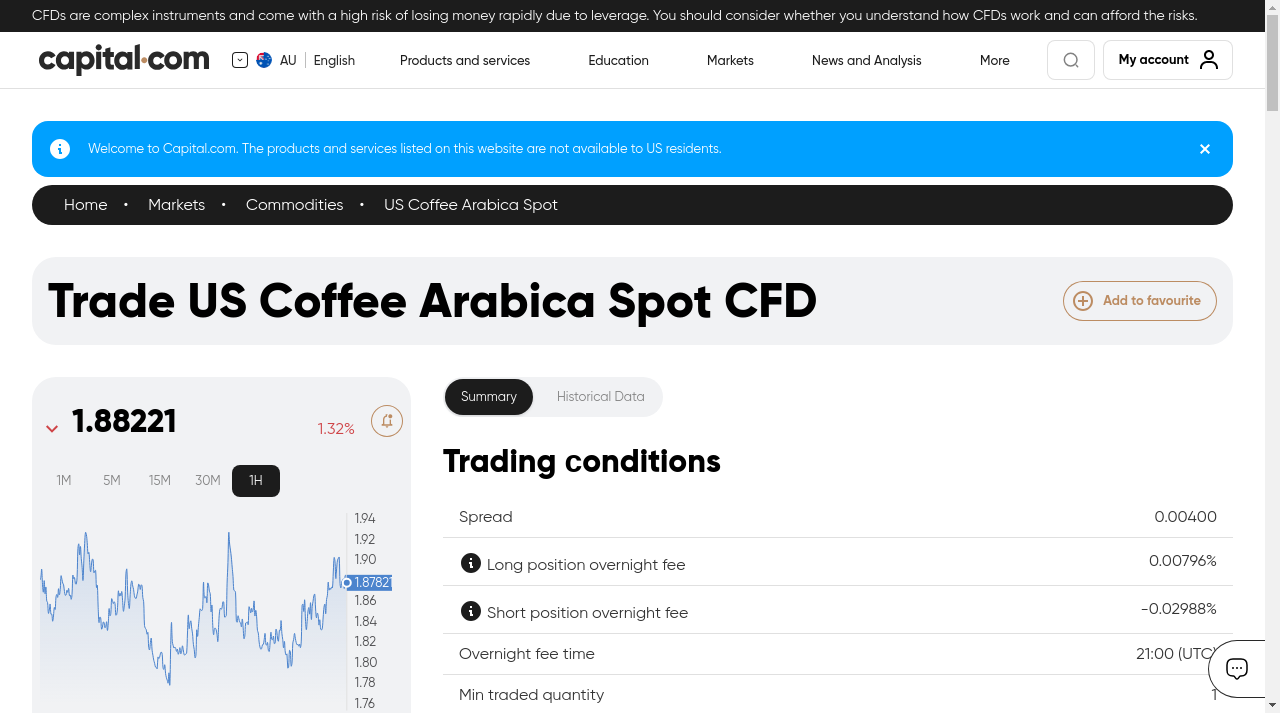 CFDs are complex instruments and come with a high risk of losing money rapidly due to leverage. You should consider whether you understand how CFDs work and can afford the risks.
capital.com
AU
English
Products and services
Education
Markets
News and Analysis
More
My account
Welcome to Capital.com. The products and services listed on this website are not available to US residents.
Home • Markets • Commodities • US Coffee Arabica Spot
Trade US Coffee Arabica Spot CFD
Add to favourite
1.88221
1.32%
1M 5M 15M 30M 1H
1.94
1.92
1.90
1.87821
1.86
1.84
1.82
1.80
1.78
1.76
Summary
Historical Data
Trading conditions
Spread 0.00400
Long position overnight fee 0.00796%
Short position overnight fee -0.02988%
Overnight fee time 21:00 (UTC)
Min traded quantity 1